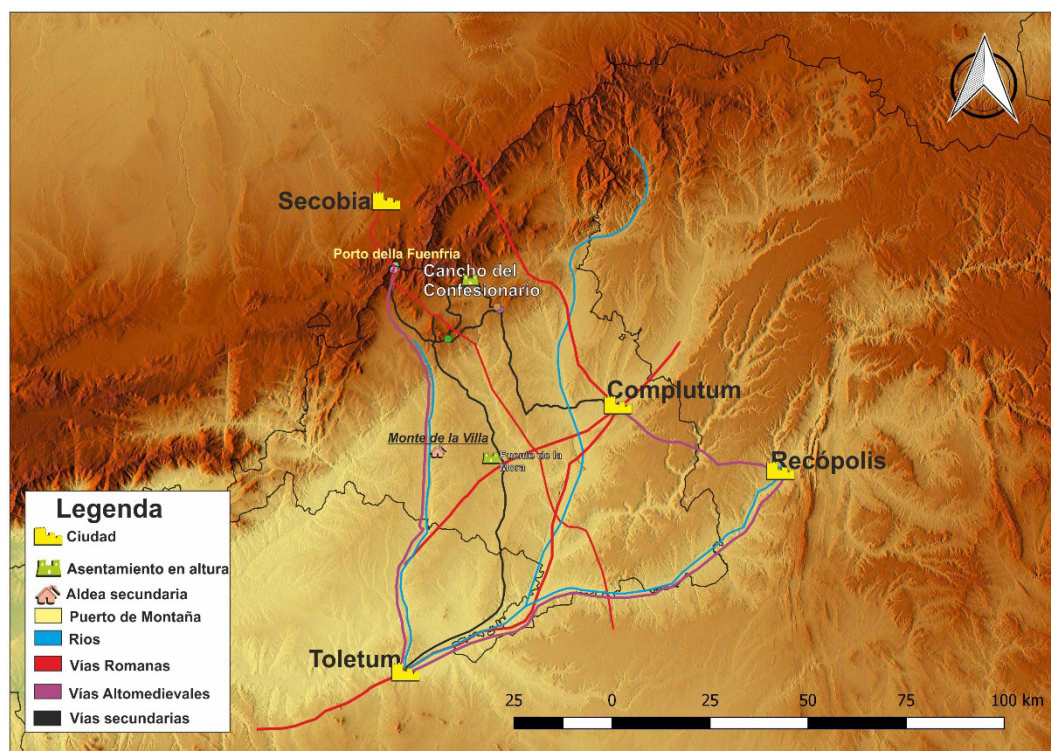 Secobia
Porto della Fuenfria
Cancho del
Confesionario
Complutum
Monte de la Villa
Fuente de la
Mora
Recópolis
Toletum
Legenda
Ciudad
Asentamiento en altura
Aldea secundaria
Puerto de Montaña
Rios
Vías Romanas
Vías Altomedievales
Vías secundarias
25 0 25 50 75 100 km